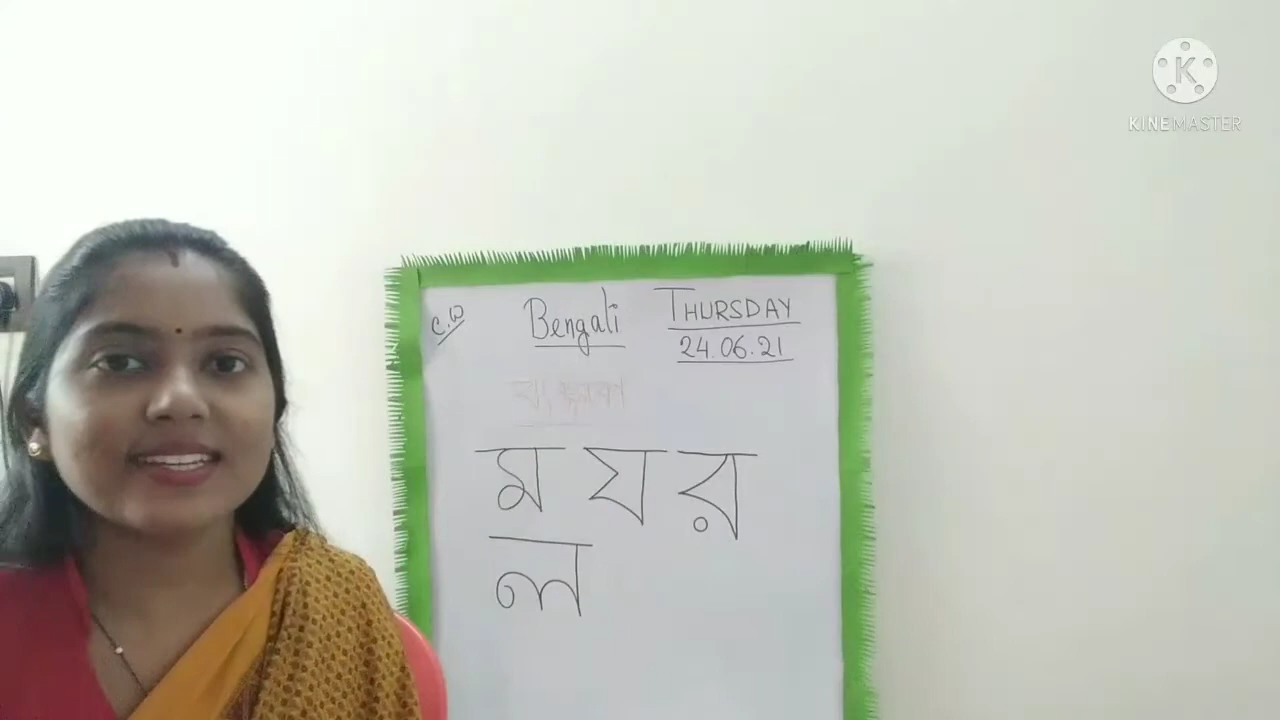 KINEMASTER
C.W Bengali THURSDAY
24.06.21
ম য র
ল